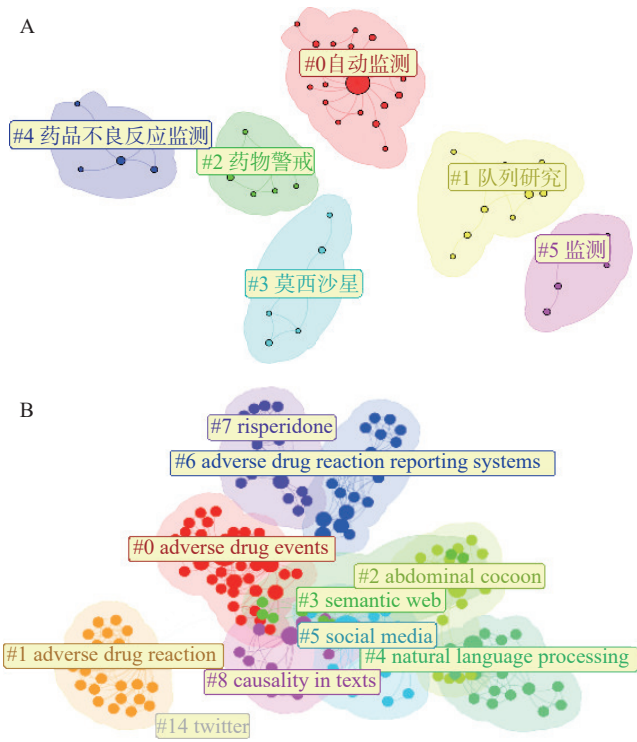 A
#0自动监测
#4 药品不良反应监测
#2 药物警戒
#1 队列研究
#5 监测
#3 莫西沙星
B
#7 risperidone
#6 adverse drug reaction reporting systems
#0 adverse drug events
#2 abdominal cocoon
#3 semantic web
#5 social media
#1 adverse drug reaction
#4 natural language processing
#8 causality in texts
#14 twitter